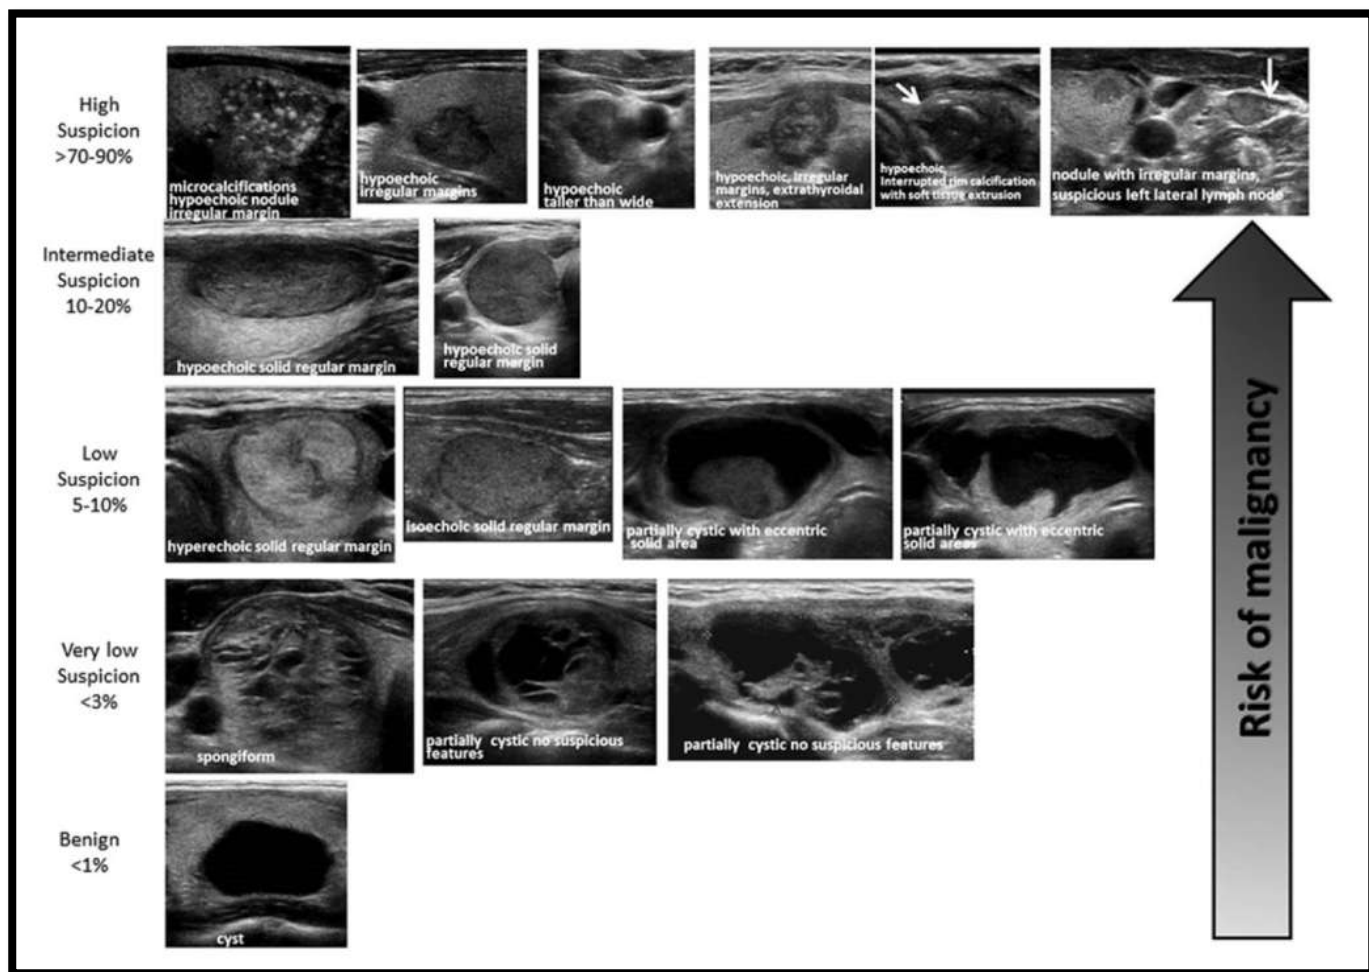 High
Suspicion
>70-90%
microcalcifications
hypoechoic nodule
irregular margin
hypoechoic
irregular margins
hypoechoic
taller than wide
hypoechoic, irregular
margins, extrathyroidal
extension
hypoechoic,
Interrupted rim calcification
with soft tissue extrusion
nodule with irregular margins,
suspicious left lateral lymph node
Intermediate
Suspicion
10-20%
hypoechoic solid regular margin
hypoechoic solid
regular margin
Low
Suspicion
5-10%
hyperechoic solid regular margin
isoechoic solid regular margin
partially cystic with eccentric
solid area
partially cystic with eccentric
solid areas
Very low
Suspicion
<3%
spongiform
partially cystic no suspicious
features
partially cystic no suspicious features
Benign
<1%
cyst
Risk of malignancy